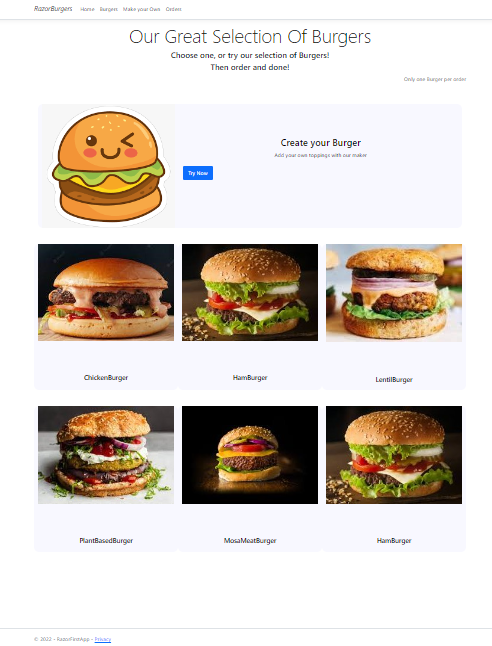 RazorBurgers Home Burgers Make your Own Orders
Our Great Selection Of Burgers
Choose one, or try our selection of Burgers!
Then order and done!
Only one Burger per order
Create your Burger
Add your own toppings with our maker
Try Now
ChickenBurger HamBurger LentilBurger
PlantBasedBurger MosaMeatBurger HamBurger
© 2022 - RazorFirstApp - Privacy